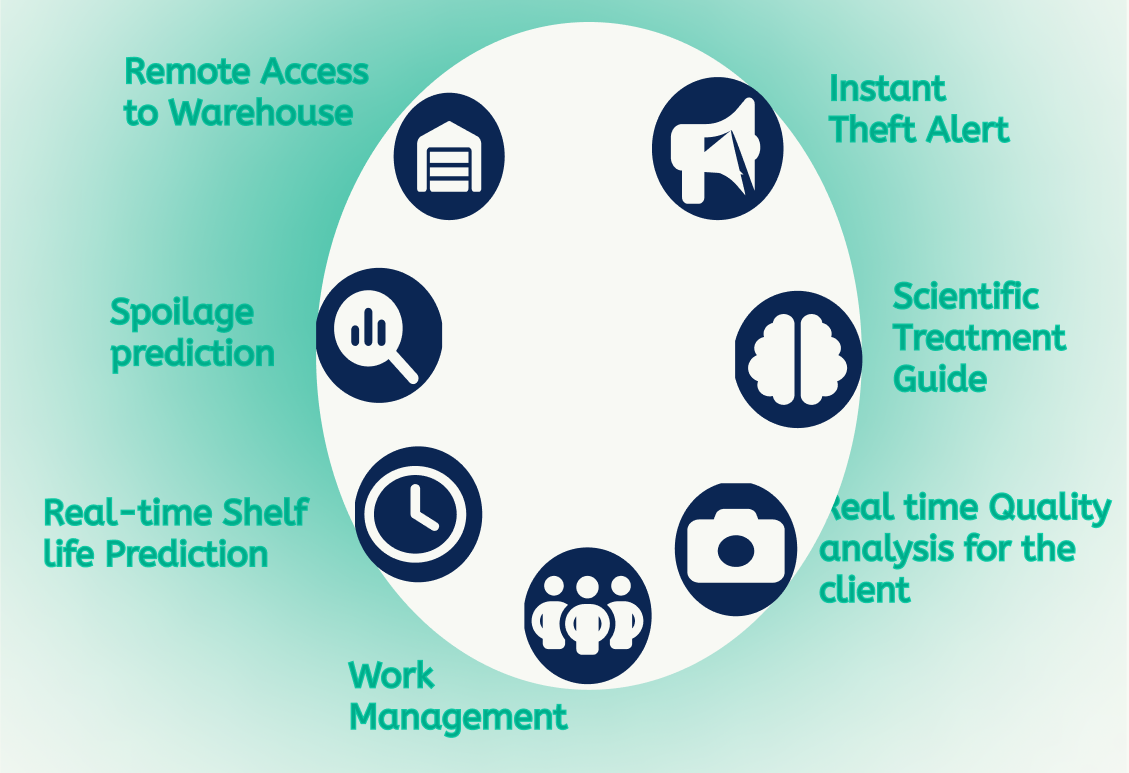 Remote Access
to Warehouse
Instant
Theft Alert
Spoilage
prediction
Scientific
Treatment
Guide
Real-time Shelf
life Prediction
Real time Quality
analysis for the
client
Work
Management